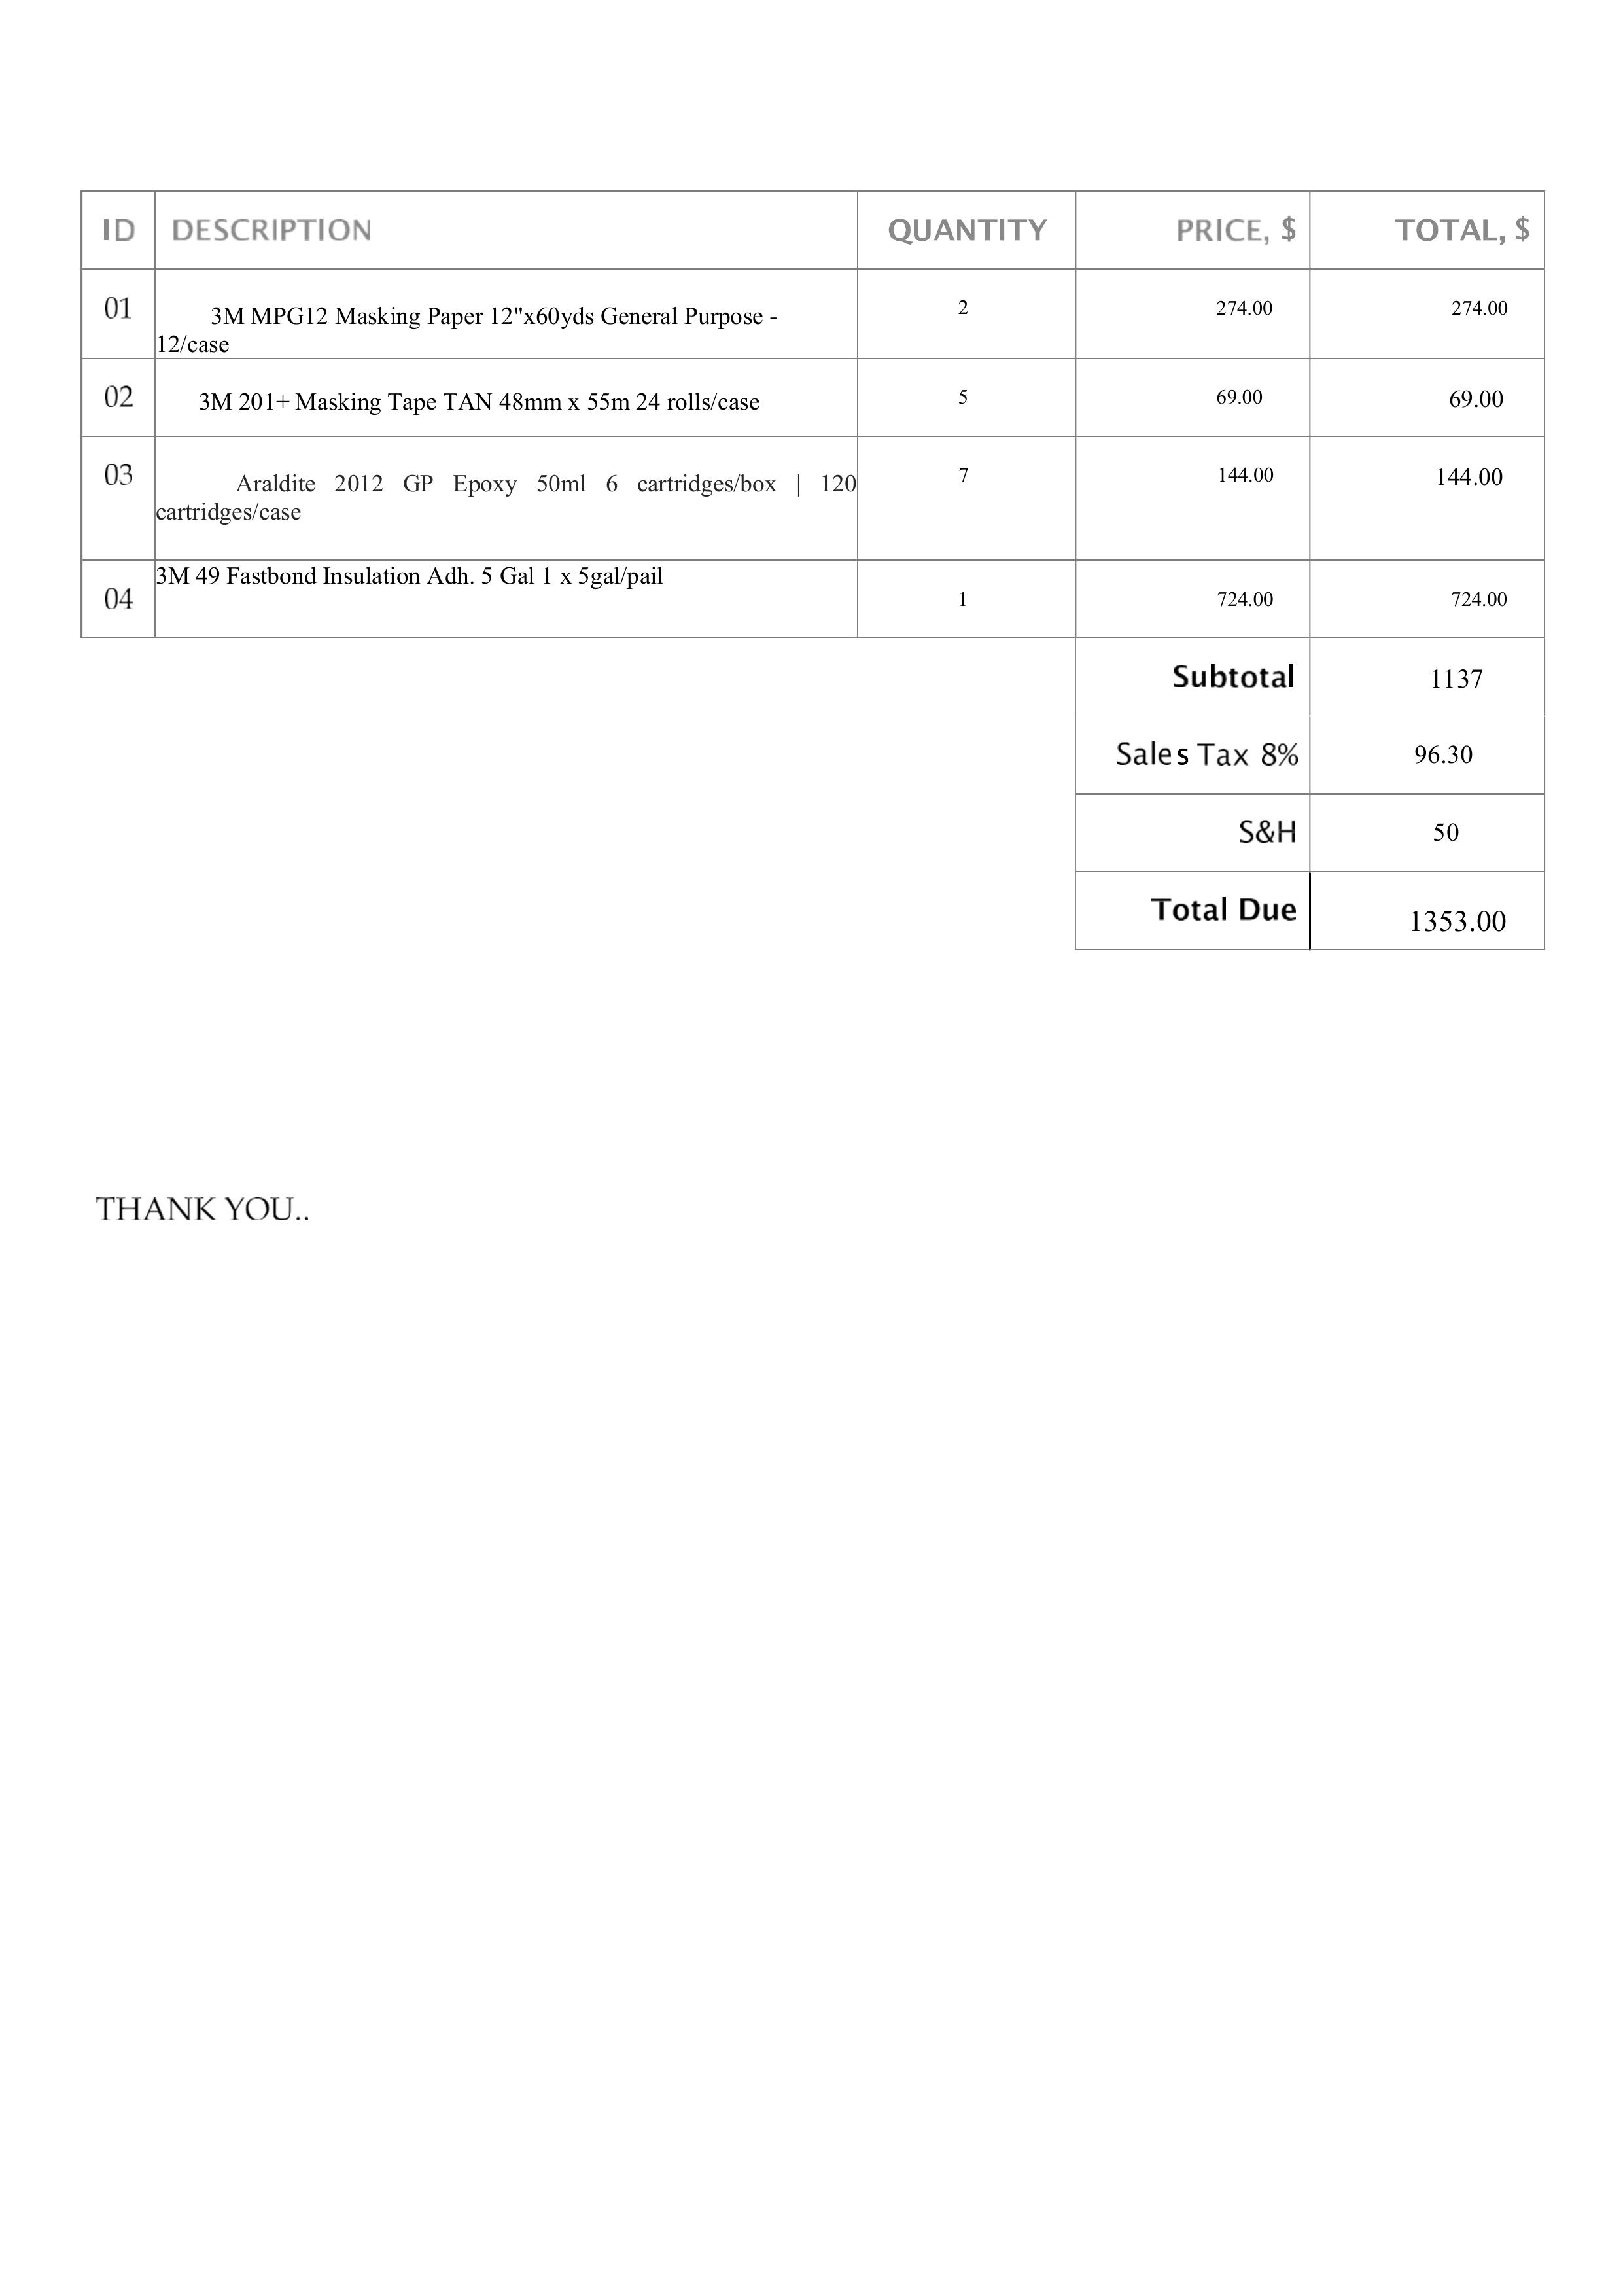 ID DESCRIPTION QUANTITY PRICE, $ TOTAL, $
01 3M MPG12 Masking Paper 12"x60yds General Purpose - 2 274.00 274.00
12/case
02 3M 201+ Masking Tape TAN 48mm x 55m 24 rolls/case 5 69.00 69.00
03 Araldite 2012 GP Epoxy 50ml 6 cartridges/box | 120 7 144.00 144.00
cartridges/case
04 3M 49 Fastbond Insulation Adh. 5 Gal 1 x 5gal/pail 1 724.00 724.00
Subtotal 1137
Sales Tax 8% 96.30
S&H 50
Total Due 1353.00
THANK YOU..